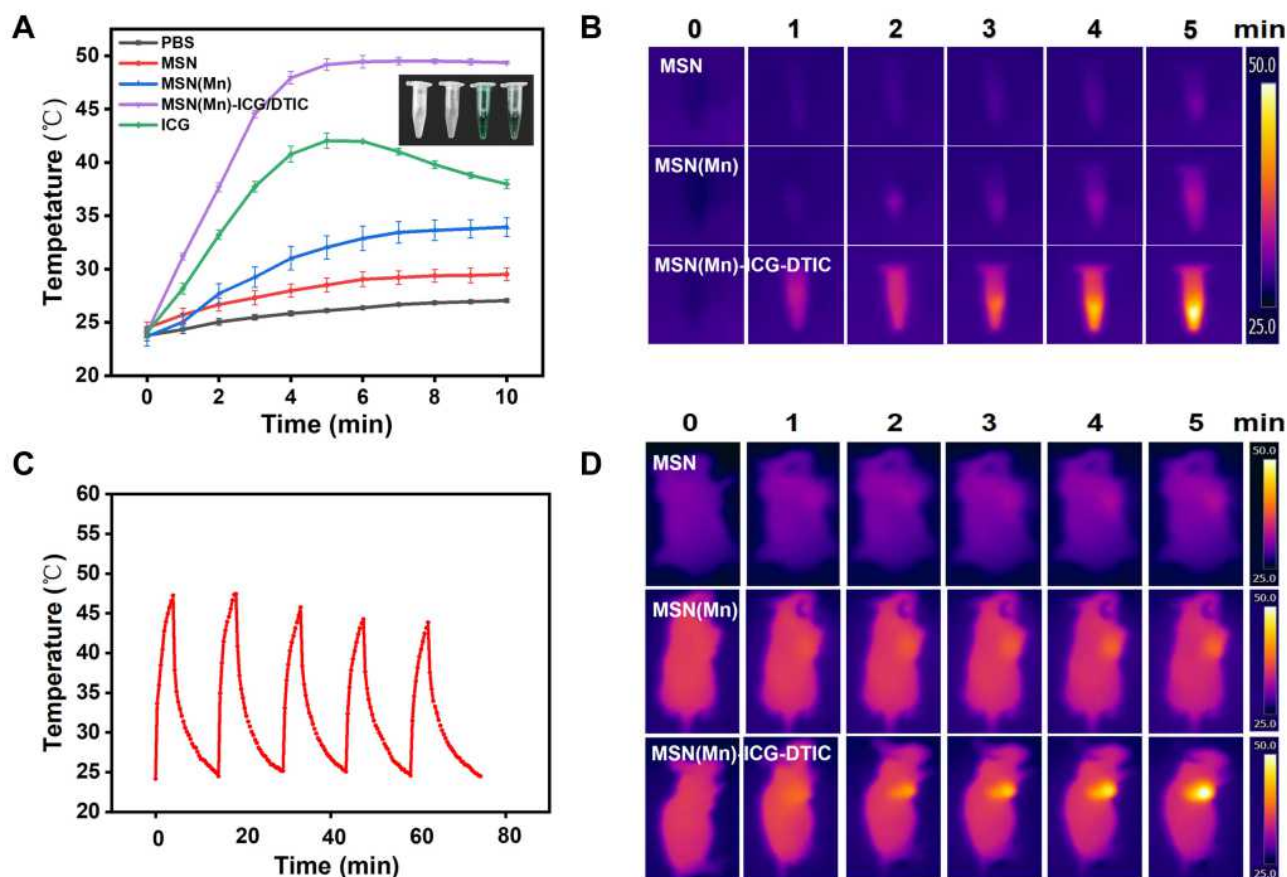 A
PBS
MSN
MSN(Mn)
MSN(Mn)-ICG/DTIC
ICG
50
45
40
35
30
25
20
Tempetature (℃)
0 2 4 6 8 10
Time (min)
B
0 1 2 3 4 5 min
MSN
MSN(Mn)
MSN(Mn)-ICG-DTIC
50.0
25.0
C
60
55
50
45
40
35
30
25
20
Temperature (℃)
0 20 40 60 80
Time (min)
D
0 1 2 3 4 5 min
MSN
50.0
25.0
MSN(Mn)
50.0
25.0
MSN(Mn)-ICG-DTIC
50.0
25.0